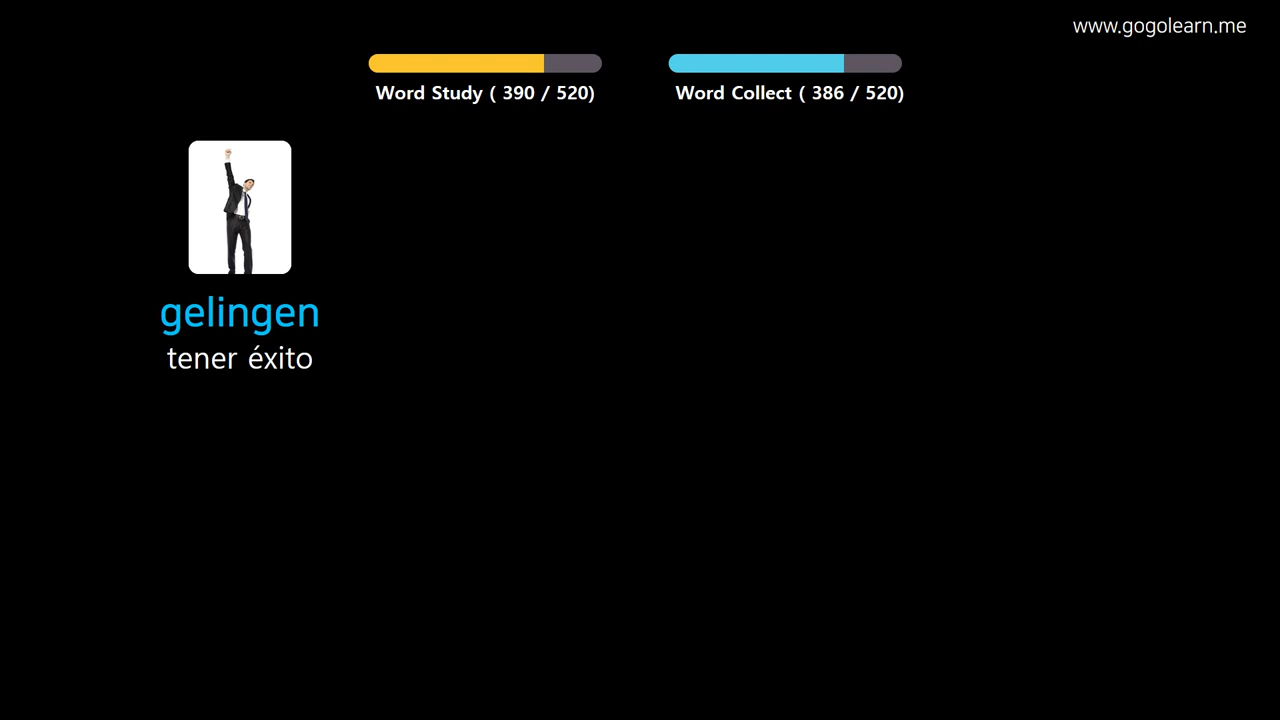 www.gogolearn.me
Word Study ( 390 / 520)
Word Collect ( 386 / 520)
gelingen
tener éxito